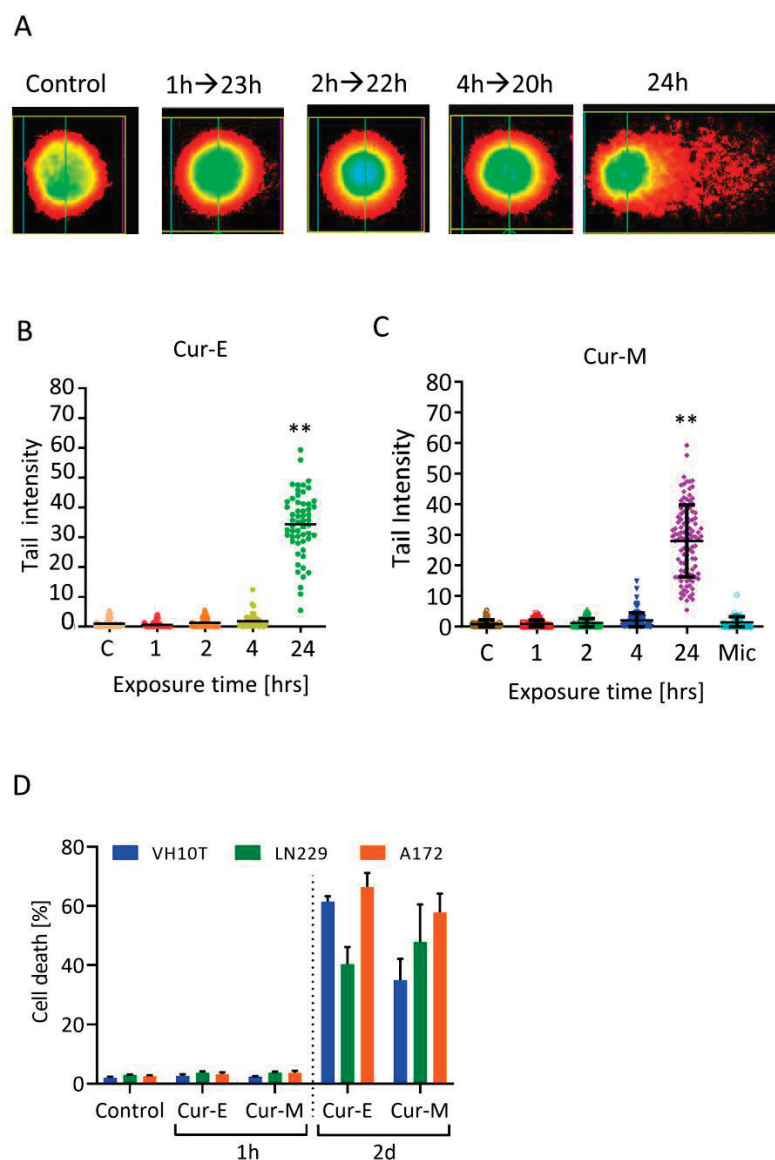 A
Control 1h→23h 2h→22h 4h→20h 24h
B
Cur-E
80
70
60
50
40
30
20
10
0
Tail intensity
**
C 1 2 4 24
Exposure time [hrs]
C
Cur-M
80
70
60
50
40
30
20
10
0
Tail Intensity
**
C 1 2 4 24 Mic
Exposure time [hrs]
D
VH10T LN229 A172
80
60
40
20
0
Cell death [%]
Control Cur-E Cur-M Cur-E Cur-M
1h 2d